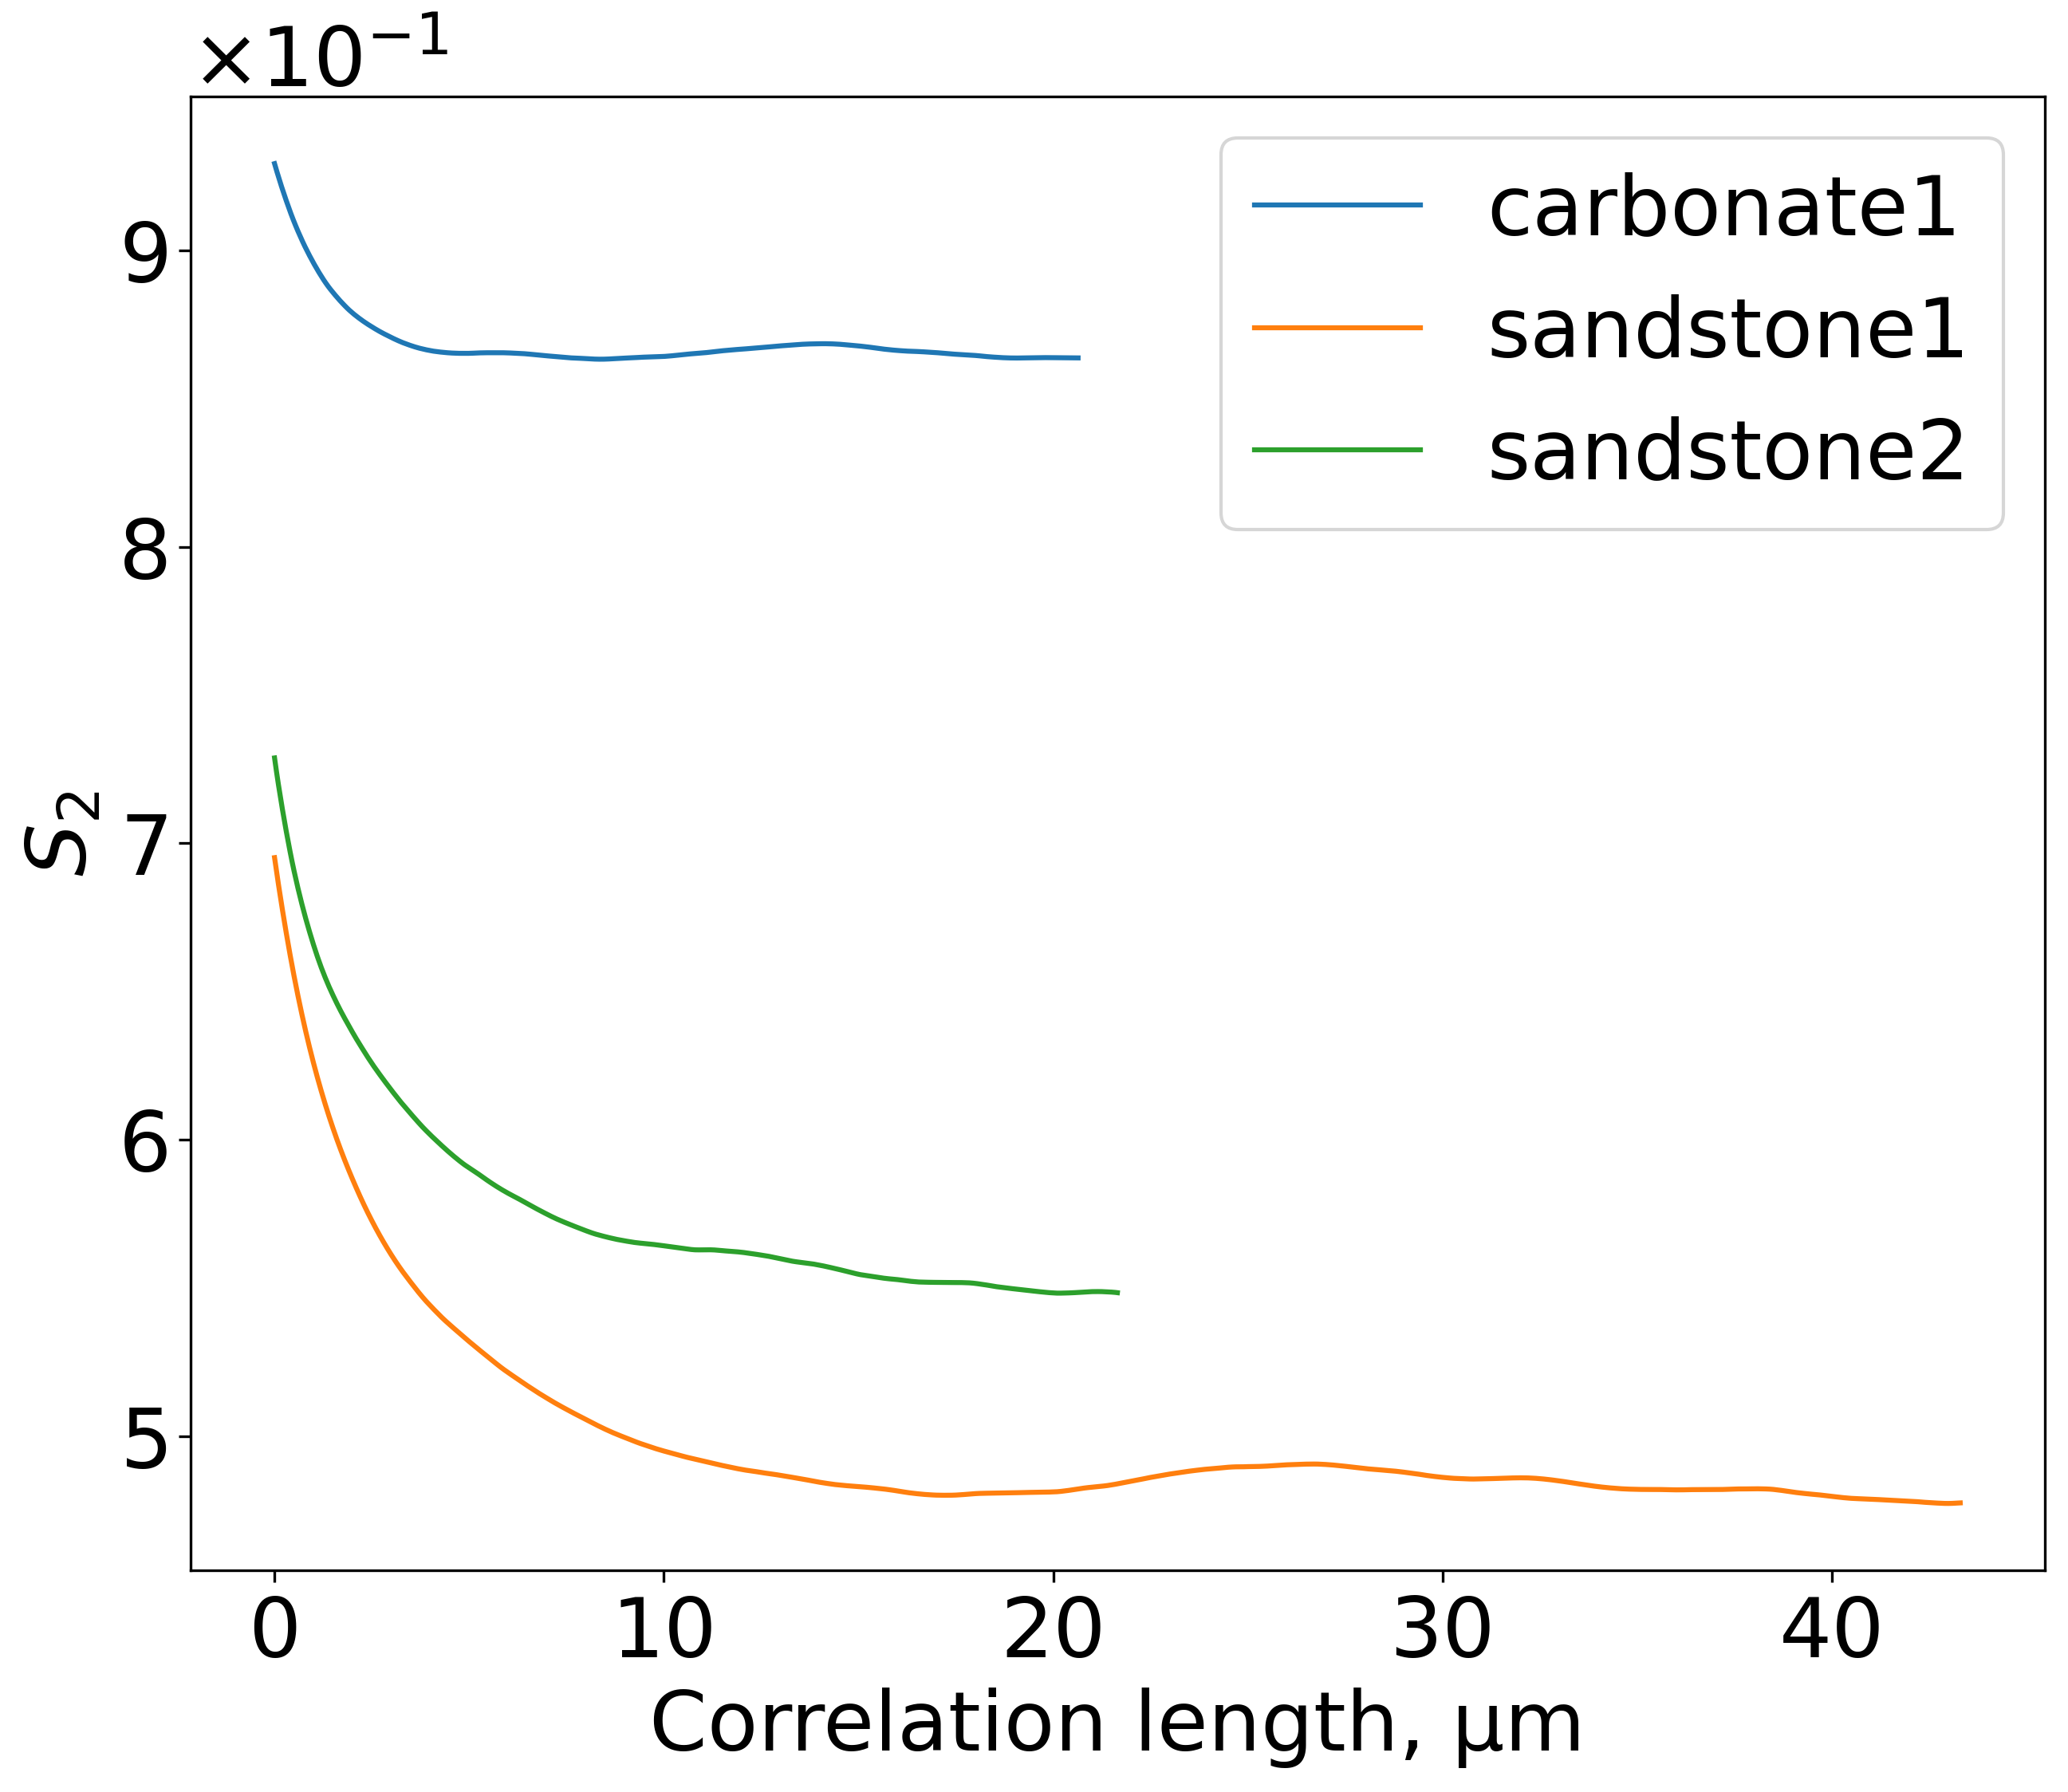 ×10⁻¹
carbonate1
sandstone1
sandstone2
9
8
7
6
5
S₂
0 10 20 30 40
Correlation length, µm